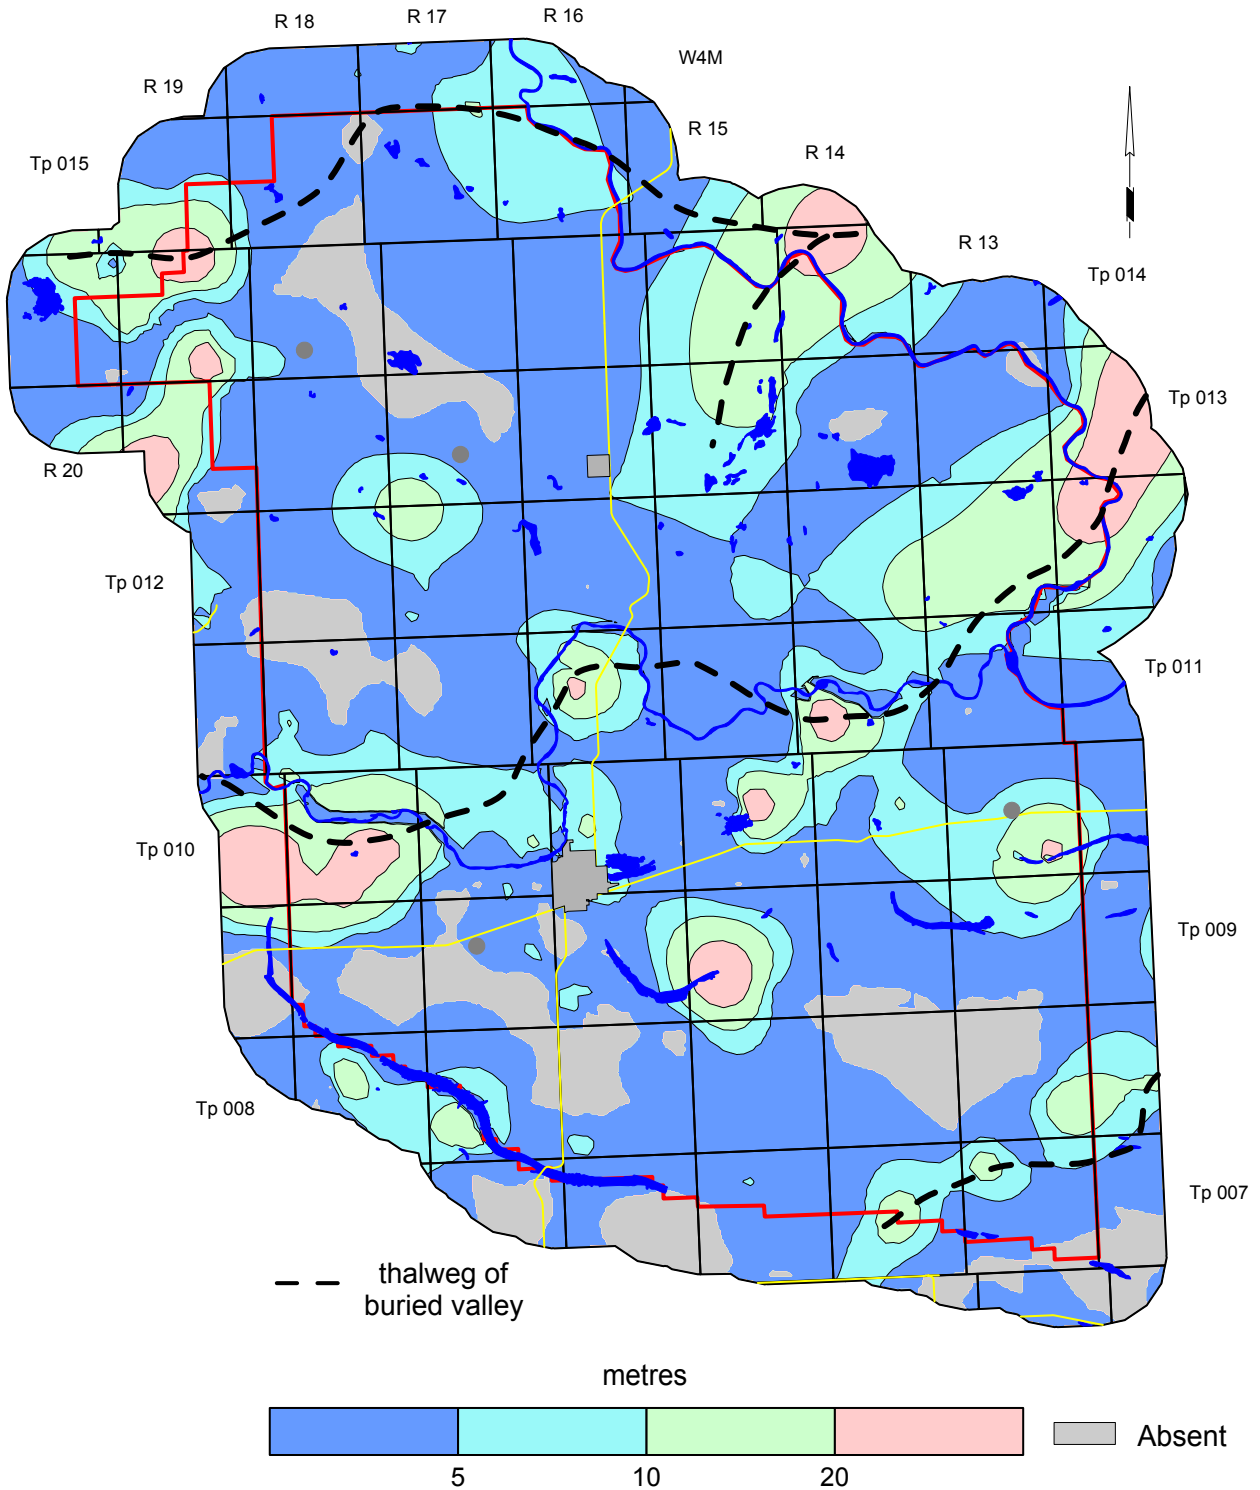 R 18
R 17
R 16
W4M
R 19
R 15
Tp 015
R 14
R 13
Tp 014
Tp 013
R 20
Tp 012
Tp 011
Tp 010
Tp 009
Tp 008
Tp 007
thalweg of
buried valley
metres
Absent
5 10 20